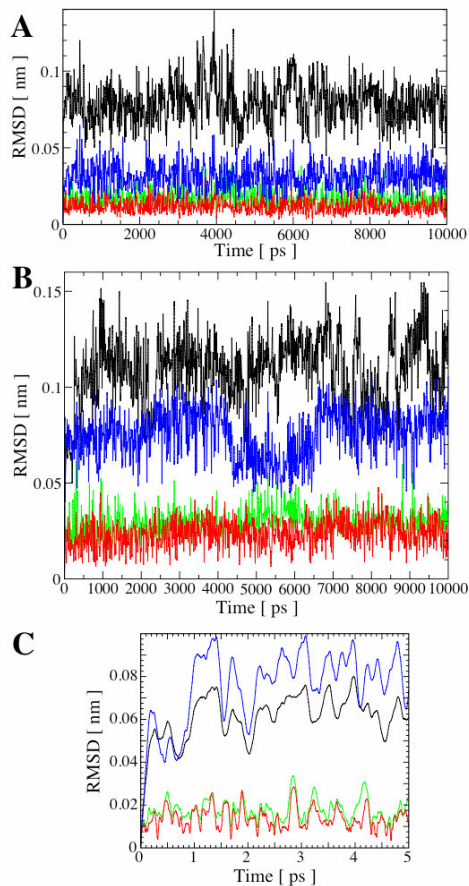 A
RMSD [ nm ]
0.1
0.05
0
0 2000 4000 6000 8000 10000
Time [ ps ]
B
RMSD [ nm ]
0.15
0.1
0.05
0
0 1000 2000 3000 4000 5000 6000 7000 8000 9000 10000
Time [ ps ]
C
RMSD [ nm ]
0.08
0.06
0.04
0.02
0
0 1 2 3 4 5
Time [ ps ]